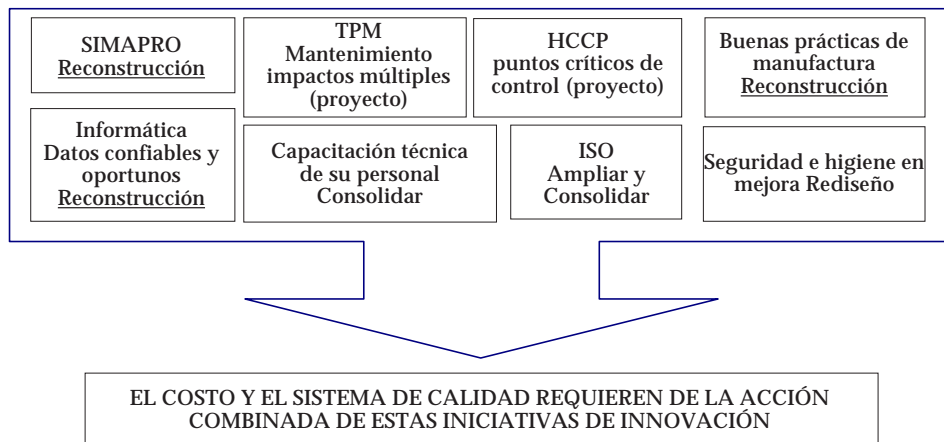 SIMAPRO
Reconstrucción
TPM
Mantenimiento
impactos múltiples
(proyecto)
HCCP
puntos críticos de
control (proyecto)
Buenas prácticas de
manufactura
Reconstrucción
Informática
Datos confiables y
oportunos
Reconstrucción
Capacitación técnica
de su personal
Consolidar
ISO
Ampliar y
Consolidar
Seguridad e higiene en
mejora Rediseño
EL COSTO Y EL SISTEMA DE CALIDAD REQUIEREN DE LA ACCIÓN
COMBINADA DE ESTAS INICIATIVAS DE INNOVACIÓN